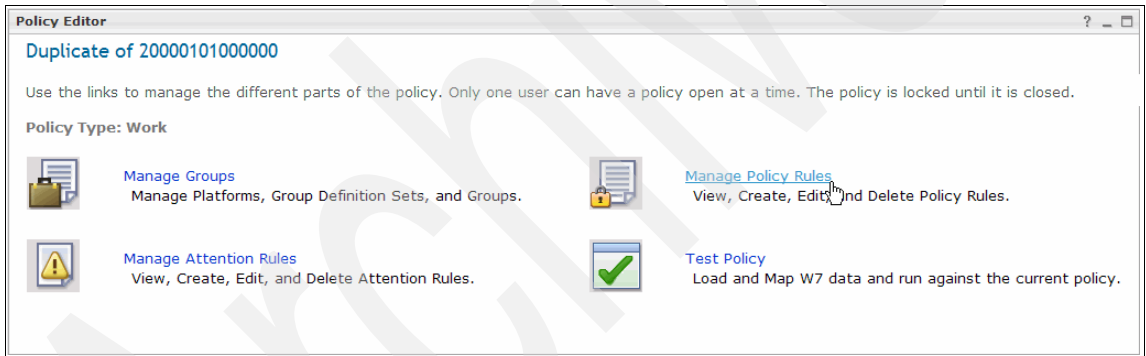 Policy Editor ? _ □
Duplicate of 20000101000000
Use the links to manage the different parts of the policy. Only one user can have a policy open at a time. The policy is locked until it is closed.
Policy Type: Work
Manage Groups
Manage Platforms, Group Definition Sets, and Groups.
Manage Policy Rules
View, Create, Edit, and Delete Policy Rules.
Manage Attention Rules
View, Create, Edit, and Delete Attention Rules.
Test Policy
Load and Map W7 data and run against the current policy.